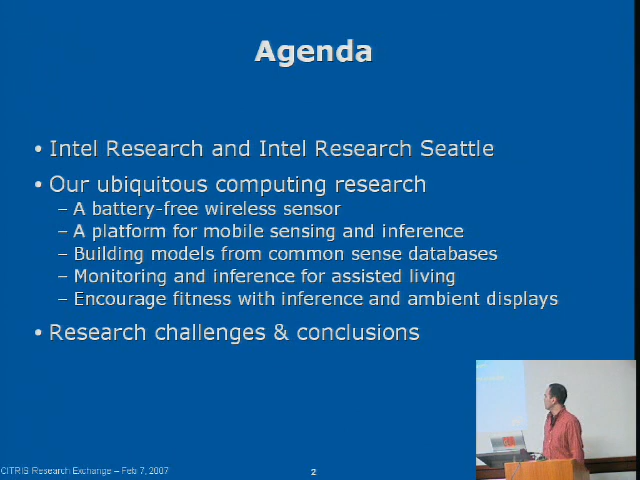 Agenda
• Intel Research and Intel Research Seattle
• Our ubiquitous computing research
– A battery-free wireless sensor
– A platform for mobile sensing and inference
– Building models from common sense databases
– Monitoring and inference for assisted living
– Encourage fitness with inference and ambient displays
• Research challenges & conclusions
CITRIS Research Exchange – Feb 7, 2007
2